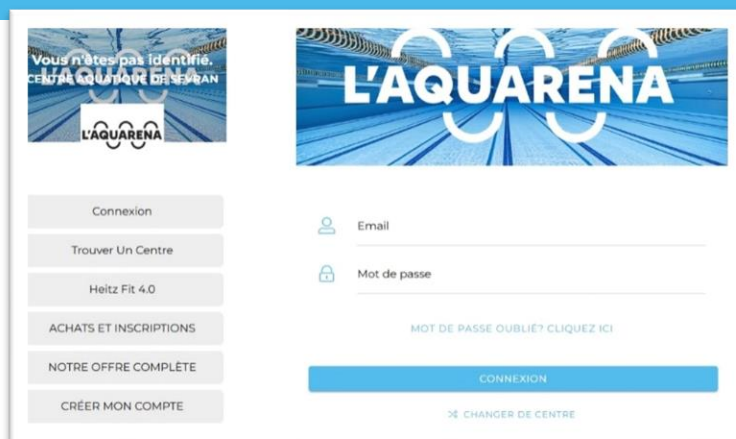 Vous n'êtes pas identifié.
CENTRE AQUATIQUE DE SEVRAN
L'AQUARENA
Connexion
Trouver Un Centre
Heitz Fit 4.0
ACHATS ET INSCRIPTIONS
NOTRE OFFRE COMPLÈTE
CRÉER MON COMPTE
L'AQUARENA
Email
Mot de passe
MOT DE PASSE OUBLIÉ? CLIQUEZ ICI
CONNEXION
CHANGER DE CENTRE